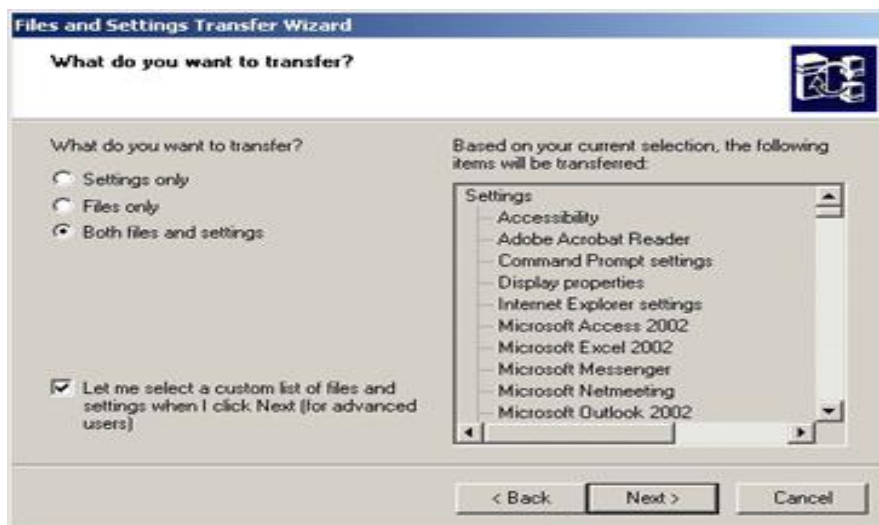 Files and Settings Transfer Wizard
What do you want to transfer?
What do you want to transfer?
Settings only
Files only
Both files and settings
Let me select a custom list of files and
settings when I click Next (for advanced
users)
Based on your current selection, the following
items will be transferred:
Settings
Accessibility
Adobe Acrobat Reader
Command Prompt settings
Display properties
Internet Explorer settings
Microsoft Access 2002
Microsoft Excel 2002
Microsoft Messenger
Microsoft Netmeeting
Microsoft Outlook 2002
< Back
Next >
Cancel